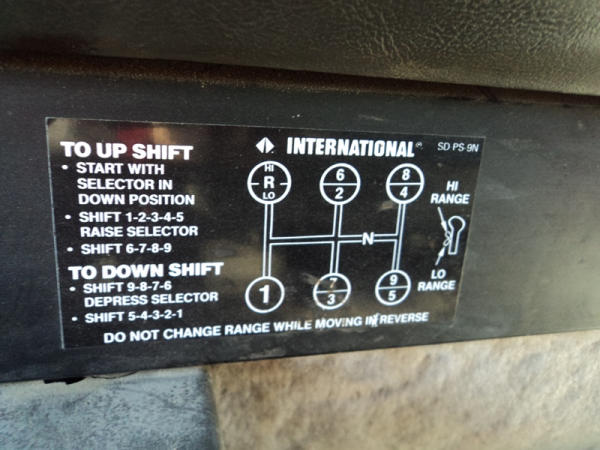 INTERNATIONAL® SD PS-9N
TO UP SHIFT
• START WITH
SELECTOR IN
DOWN POSITION
• SHIFT 1-2-3-4-5
RAISE SELECTOR
• SHIFT 6-7-8-9
TO DOWN SHIFT
• SHIFT 9-8-7-6
DEPRESS SELECTOR
• SHIFT 5-4-3-2-1
HI
R
LO
6
2
8
4
N
1
7
3
9
5
HI
RANGE
LO
RANGE
DO NOT CHANGE RANGE WHILE MOVING IN REVERSE